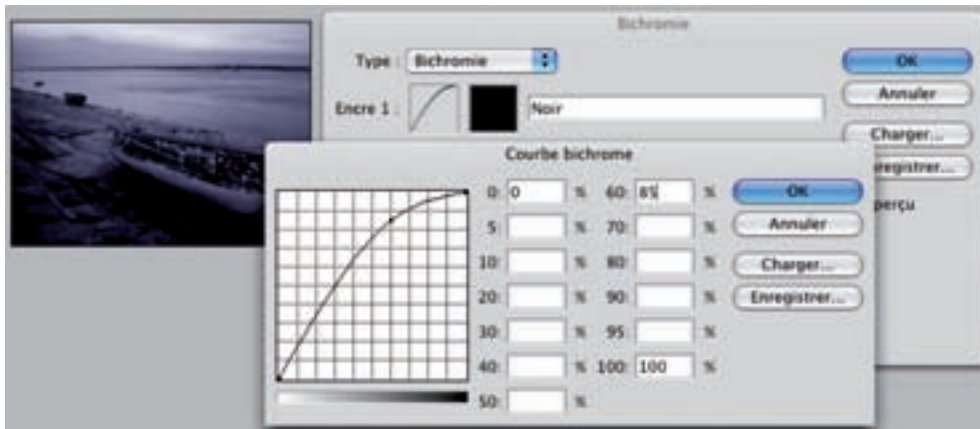 Bichromie
Type : Bichromie
OK
Annuler
Encre 1 : Noir
Charger...
registrer...
perçu
Courbe bichrome
0: 0 % 60: 85 %
5: % 70: %
10: % 80: %
20: % 90: %
30: % 95: %
40: % 100: 100 %
50: %
OK
Annuler
Charger...
Enregistrer...